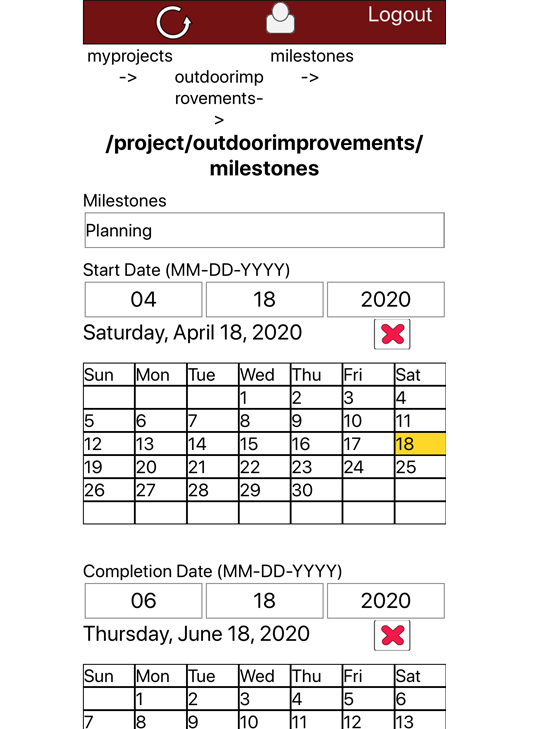 Logout
myprojects milestones
-> outdoorimp ->
rovements-
>
/project/outdoorimprovements/
milestones
Milestones
Planning
Start Date (MM-DD-YYYY)
04 18 2020
Saturday, April 18, 2020
Sun Mon Tue Wed Thu Fri Sat
1 2 3 4
5 6 7 8 9 10 11
12 13 14 15 16 17 18
19 20 21 22 23 24 25
26 27 28 29 30
Completion Date (MM-DD-YYYY)
06 18 2020
Thursday, June 18, 2020
Sun Mon Tue Wed Thu Fri Sat
1 2 3 4 5 6
7 8 9 10 11 12 13